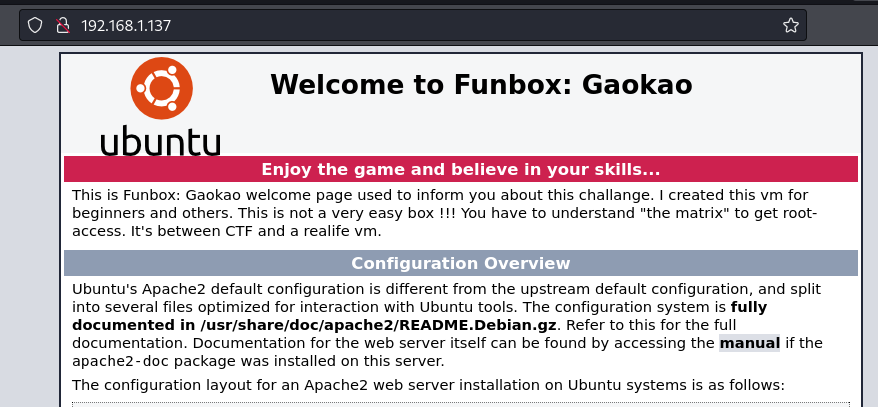 192.168.1.137
Welcome to Funbox: Gaokao
ubuntu
Enjoy the game and believe in your skills...
This is Funbox: Gaokao welcome page used to inform you about this challange. I created this vm for
beginners and others. This is not a very easy box !!! You have to understand "the matrix" to get root-
access. It's between CTF and a realife vm.
Configuration Overview
Ubuntu's Apache2 default configuration is different from the upstream default configuration, and split
into several files optimized for interaction with Ubuntu tools. The configuration system is fully
documented in /usr/share/doc/apache2/README.Debian.gz. Refer to this for the full
documentation. Documentation for the web server itself can be found by accessing the manual if the
apache2-doc package was installed on this server.
The configuration layout for an Apache2 web server installation on Ubuntu systems is as follows: